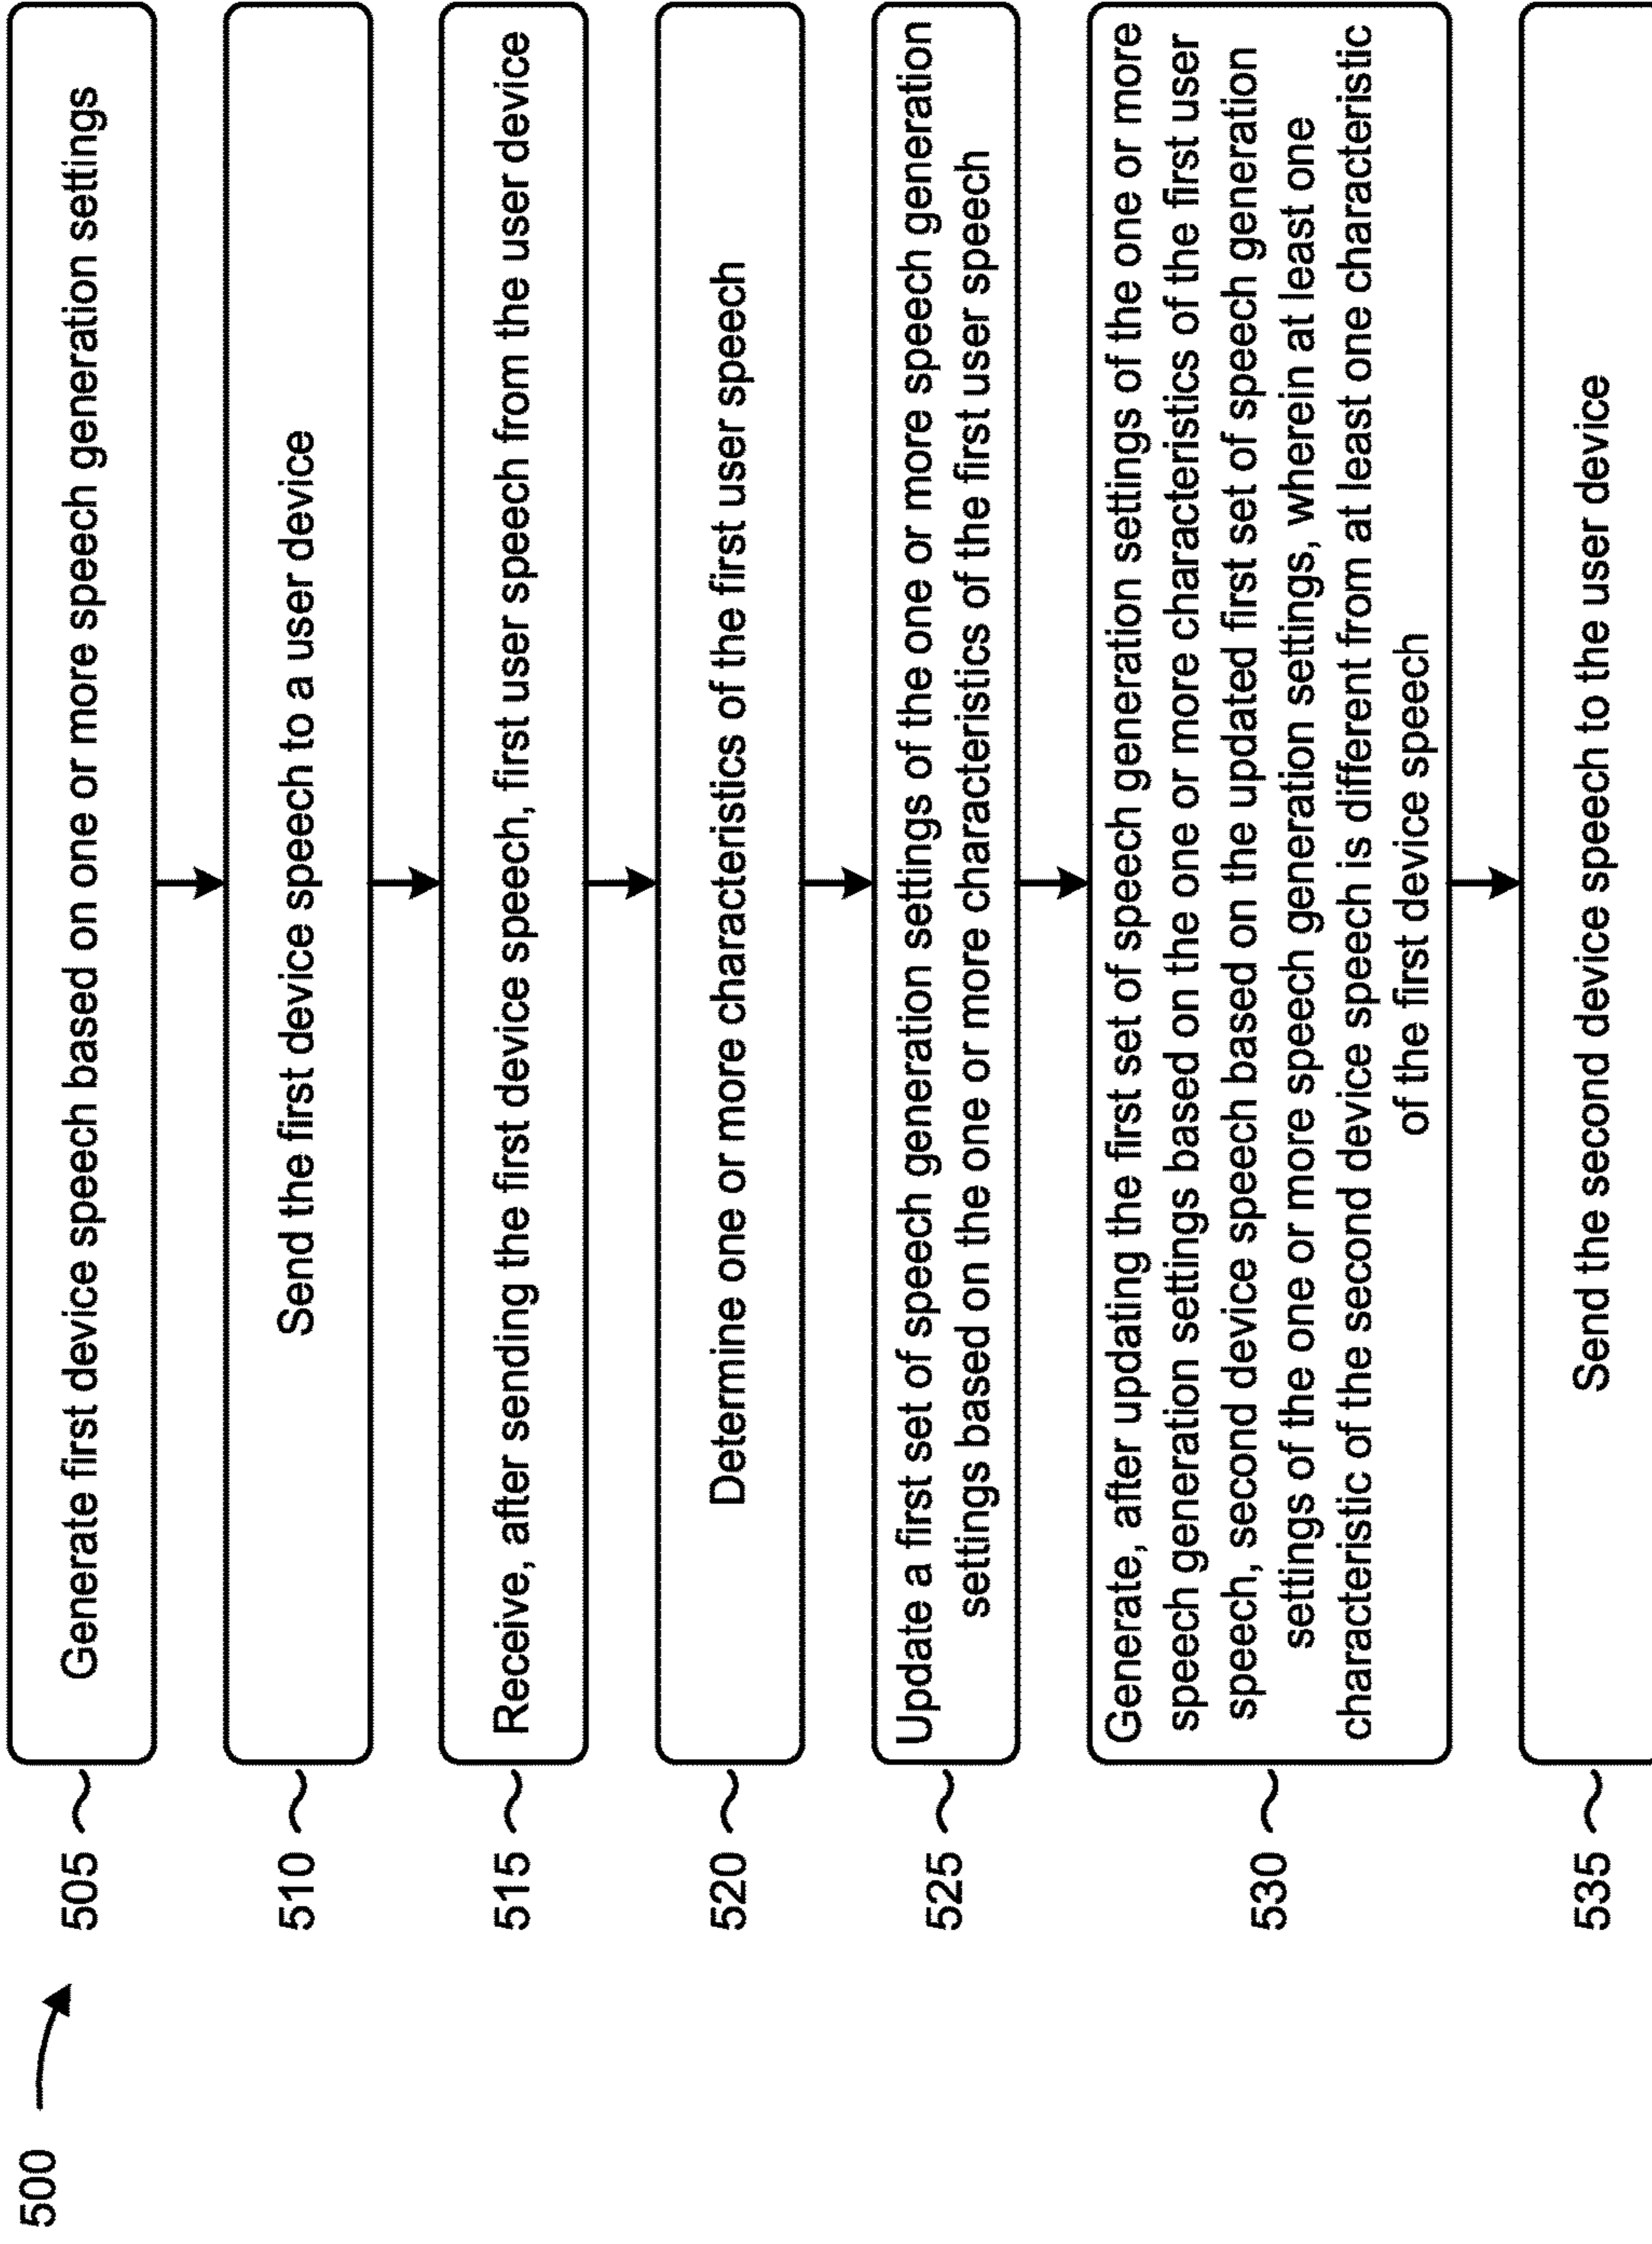 500
505
Generate first device speech based on one or more speech generation settings
510
Send the first device speech to a user device
515
Receive, after sending the first device speech, first user speech from the user device
520
Determine one or more characteristics of the first user speech
525
Update a first set of speech generation settings of the one or more speech generation
settings based on the one or more characteristics of the first user speech
530
Generate, after updating the first set of speech generation settings of the one or more
speech generation settings based on the one or more characteristics of the first user
speech, second device speech based on the updated first set of speech generation
settings of the one or more speech generation settings, wherein at least one
characteristic of the second device speech is different from at least one characteristic
of the first device speech
535
Send the second device speech to the user device